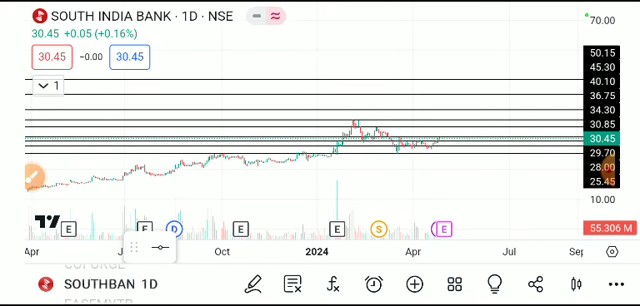 SOUTH INDIA BANK · 1D · NSE
30.45 +0.05 (+0.16%)
30.45 −0.00 30.45
1
70.00
50.15
45.30
40.10
36.75
34.30
30.85
30.45
29.70
28.00
25.45
10.00
55.306 M
E E D E E S E
Apr Oct 2024 Apr Jul Sep
SOUTHBAN 1D